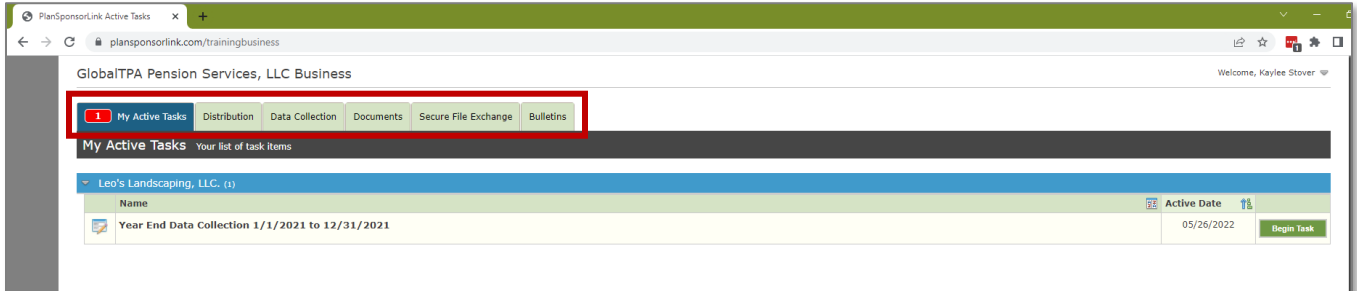 PlanSponsorLink Active Tasks
plansponsorlink.com/trainingbusiness
1
GlobalTPA Pension Services, LLC Business
Welcome, Kaylee Stover
1 My Active Tasks Distribution Data Collection Documents Secure File Exchange Bulletins
My Active Tasks Your list of task items
Leo's Landscaping, LLC. (1)
Name Active Date
Year End Data Collection 1/1/2021 to 12/31/2021 05/26/2022 Begin Task